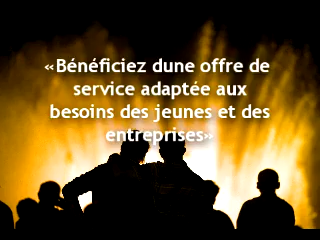 «Bénéficiez dune offre de
service adaptée aux
besoins des jeunes et des
entreprises»